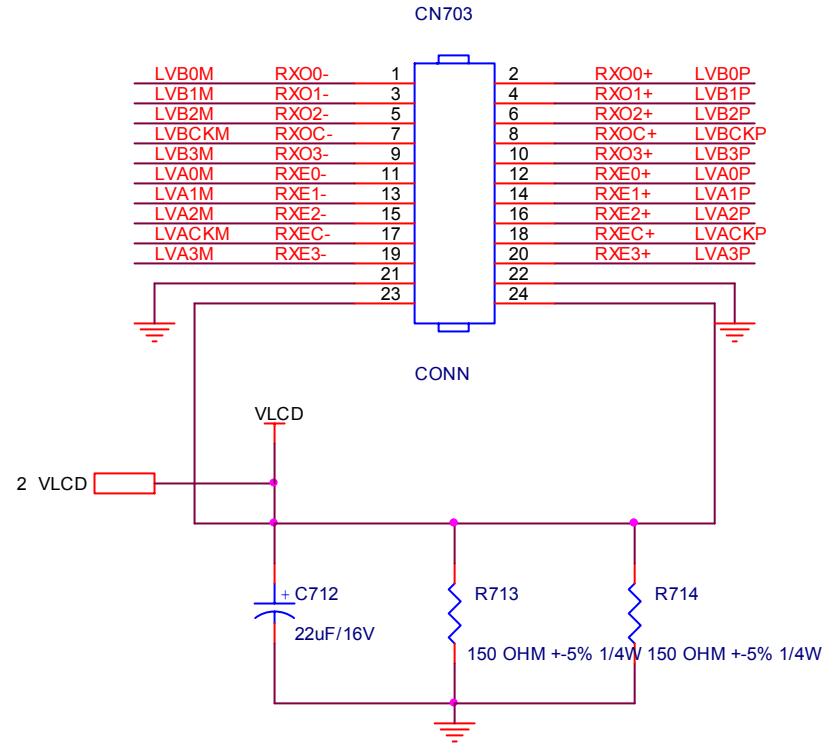 CN703
LVB0M RXO0- 1 2 RXO0+ LVB0P
LVB1M RXO1- 3 4 RXO1+ LVB1P
LVB2M RXO2- 5 6 RXO2+ LVB2P
LVBCKM RXOC- 7 8 RXOC+ LVBCKP
LVB3M RXO3- 9 10 RXO3+ LVB3P
LVA0M RXE0- 11 12 RXE0+ LVA0P
LVA1M RXE1- 13 14 RXE1+ LVA1P
LVA2M RXE2- 15 16 RXE2+ LVA2P
LVACKM RXEC- 17 18 RXEC+ LVACKP
LVA3M RXE3- 19 20 RXE3+ LVA3P
21 22
23 24
CONN
VLCD
2 VLCD
+ C712 R713 R714
22uF/16V
150 OHM +-5% 1/4W 150 OHM +-5% 1/4W